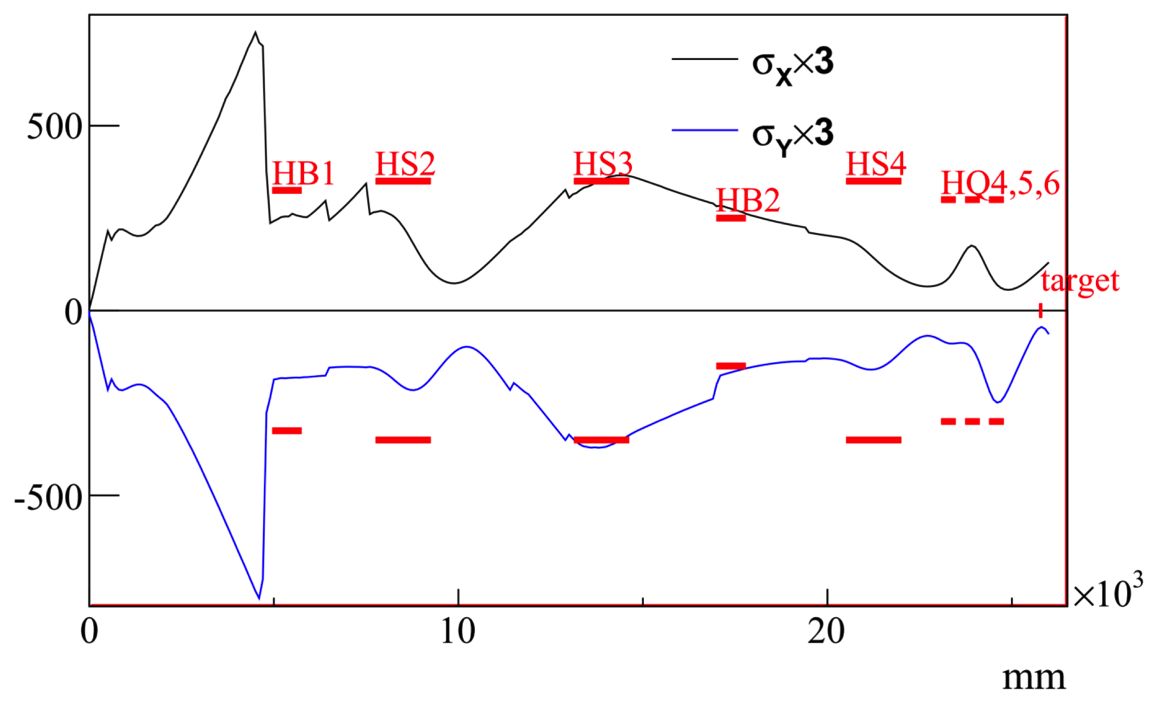 σX×3
500
σY×3
HB1
HS2
HS3
HS4
HQ4,5,6
HB2
target
0
-500
×10³
0
10
20
mm